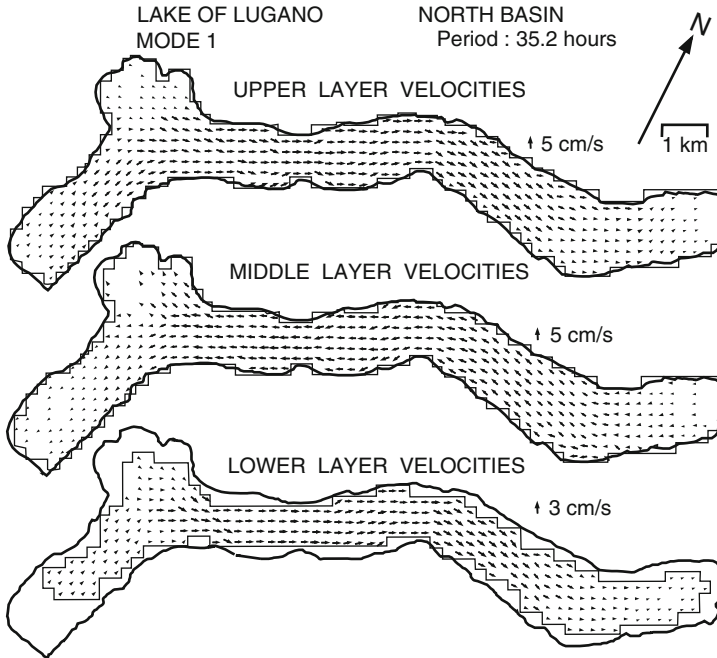 LAKE OF LUGANO NORTH BASIN
MODE 1 Period : 35.2 hours
N
UPPER LAYER VELOCITIES
5 cm/s
1 km
MIDDLE LAYER VELOCITIES
5 cm/s
LOWER LAYER VELOCITIES
3 cm/s